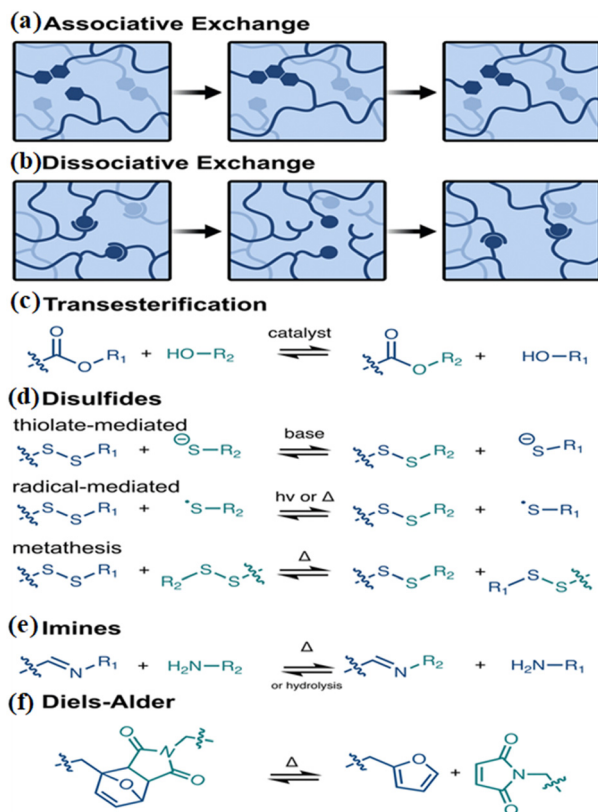 (a) Associative Exchange
(b) Dissociative Exchange
(c) Transesterification
O
O R₁ + HO–R₂ catalyst O
O R₂ + HO–R₁
(d) Disulfides
thiolate-mediated
S S R₁ + ⊖S–R₂ base S S R₂ + ⊖S–R₁
radical-mediated
S S R₁ + •S–R₂ hv or Δ S S R₂ + •S–R₁
metathesis
S S R₁ + R₂ S S Δ S S R₂ + R₁ S S
(e) Imines
N R₁ + H₂N–R₂ Δ or hydrolysis N R₂ + H₂N–R₁
(f) Diels-Alder
O N O O Δ O + O N O